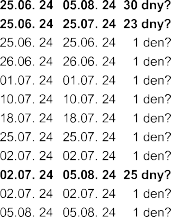 25.06. 24 05.08. 24 30 dny?
25.06. 24 25.07. 24 23 dny?
25.06. 24 25.06. 24 1 den?
26.06. 24 26.06. 24 1 den?
01.07. 24 01.07. 24 1 den?
10.07. 24 10.07. 24 1 den?
18.07. 24 18.07. 24 1 den?
25.07. 24 25.07. 24 1 den?
02.07. 24 02.07. 24 1 den?
02.07. 24 05.08. 24 25 dny?
02.07. 24 02.07. 24 1 den?
05.08. 24 05.08. 24 1 den?